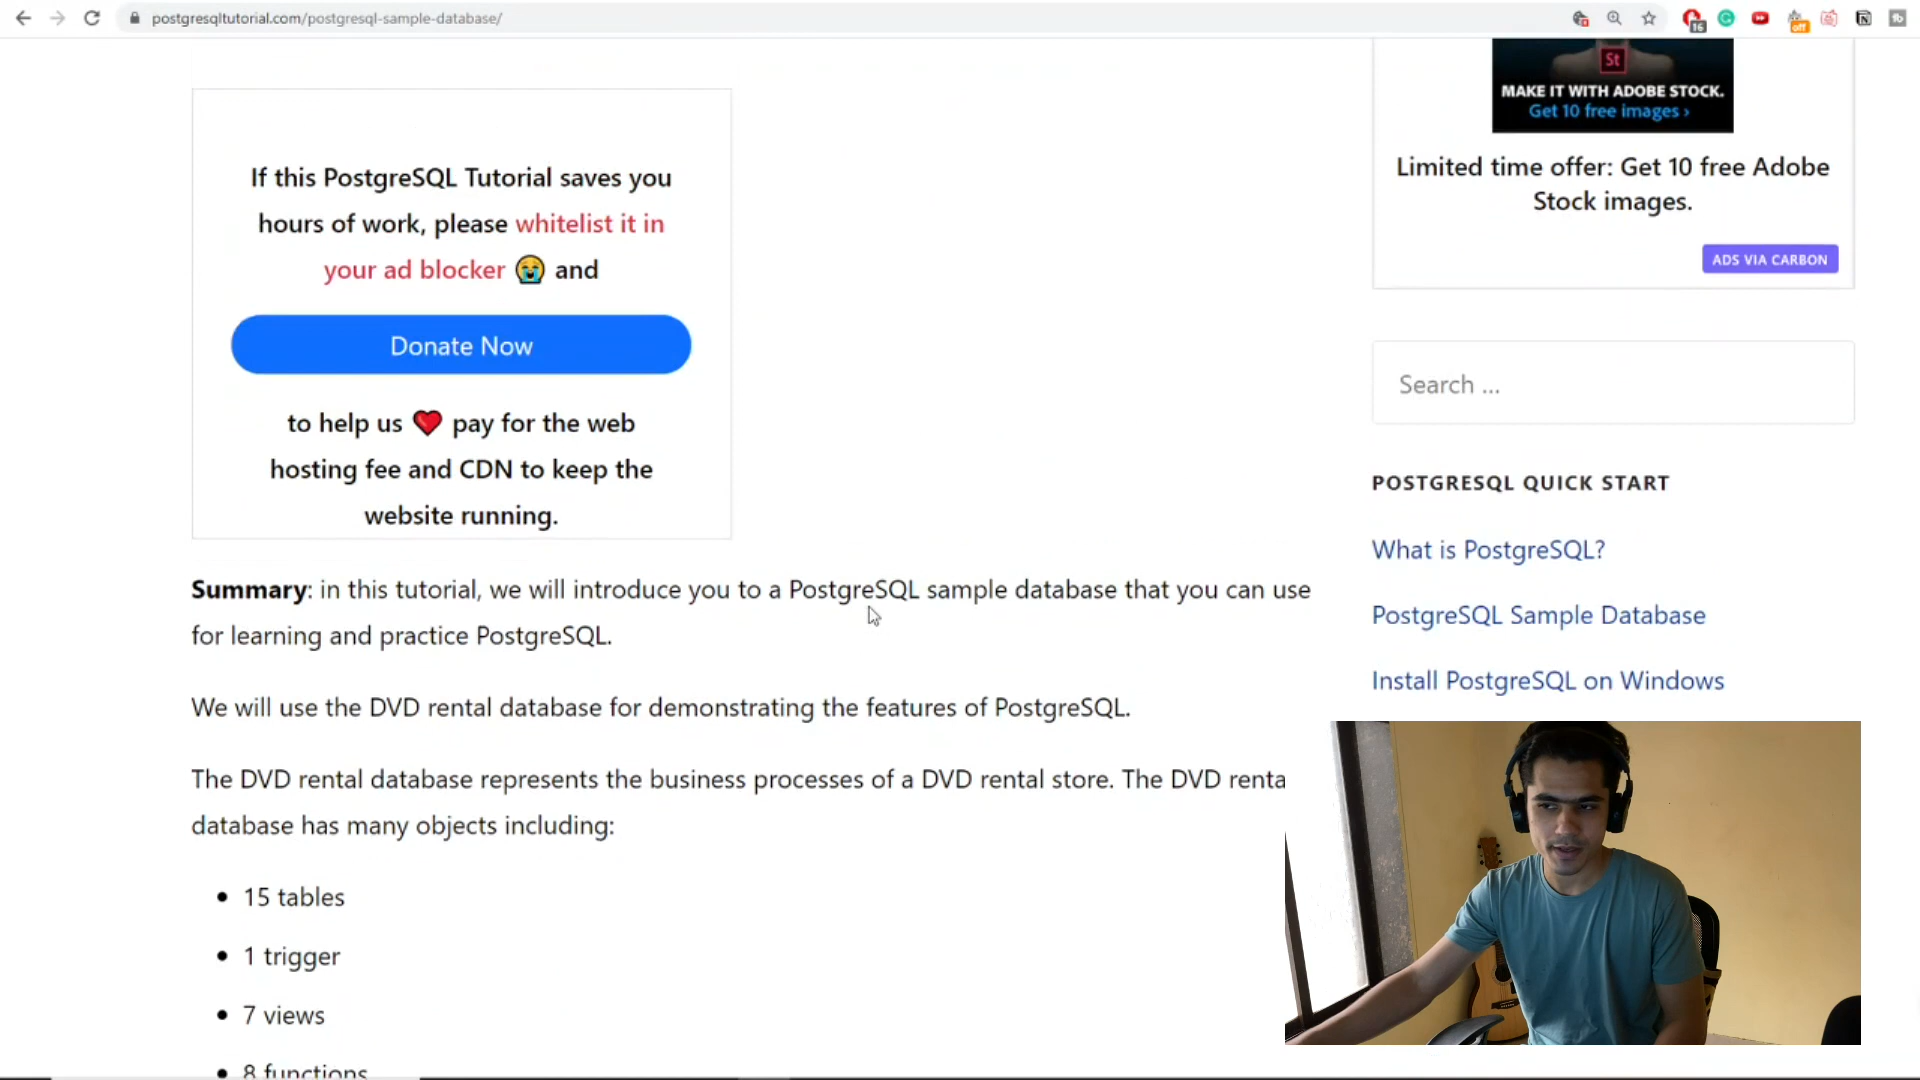 postgresqltutorial.com/postgresql-sample-database/
16
off
N
tb
If this PostgreSQL Tutorial saves you
hours of work, please whitelist it in
your ad blocker 😭 and
Donate Now
to help us ❤️ pay for the web
hosting fee and CDN to keep the
website running.
Summary: in this tutorial, we will introduce you to a PostgreSQL sample database that you can use
for learning and practice PostgreSQL.
We will use the DVD rental database for demonstrating the features of PostgreSQL.
The DVD rental database represents the business processes of a DVD rental store. The DVD renta
database has many objects including:
• 15 tables
• 1 trigger
• 7 views
• 8 functions
St
MAKE IT WITH ADOBE STOCK.
Get 10 free images ›
Limited time offer: Get 10 free Adobe
Stock images.
ADS VIA CARBON
Search ...
POSTGRESQL QUICK START
What is PostgreSQL?
PostgreSQL Sample Database
Install PostgreSQL on Windows